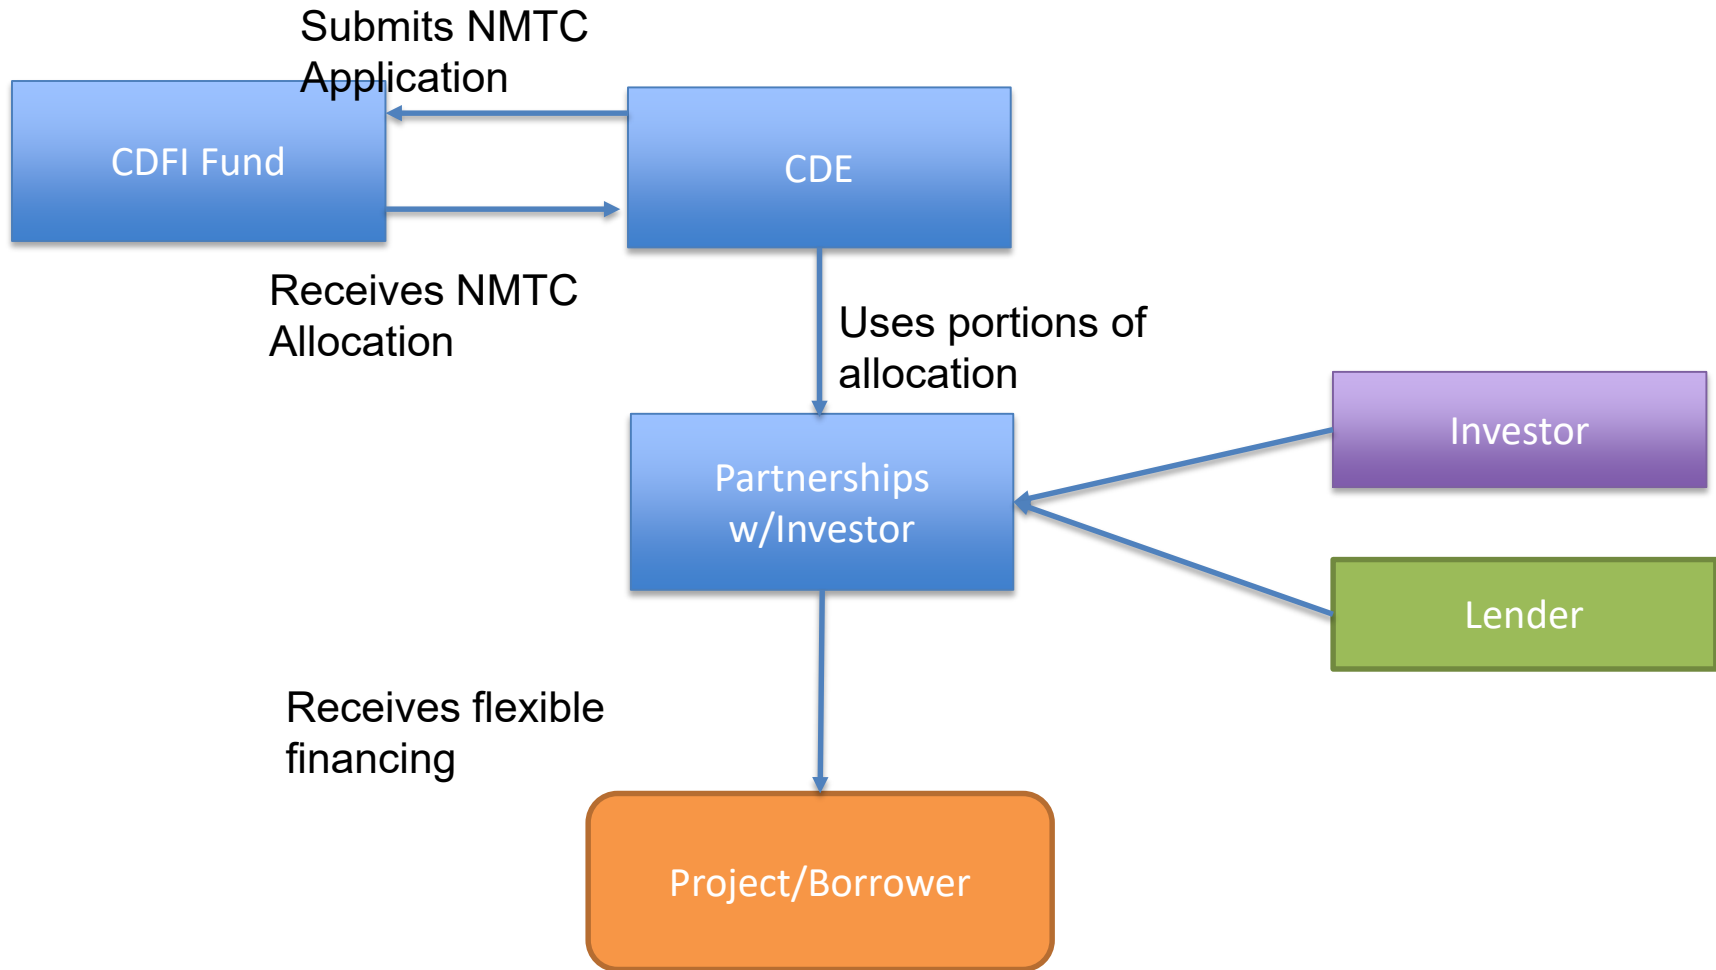 Submits NMTC
Application
CDFI Fund
CDE
Receives NMTC
Allocation
Uses portions of
allocation
Investor
Partnerships
w/Investor
Lender
Receives flexible
financing
Project/Borrower